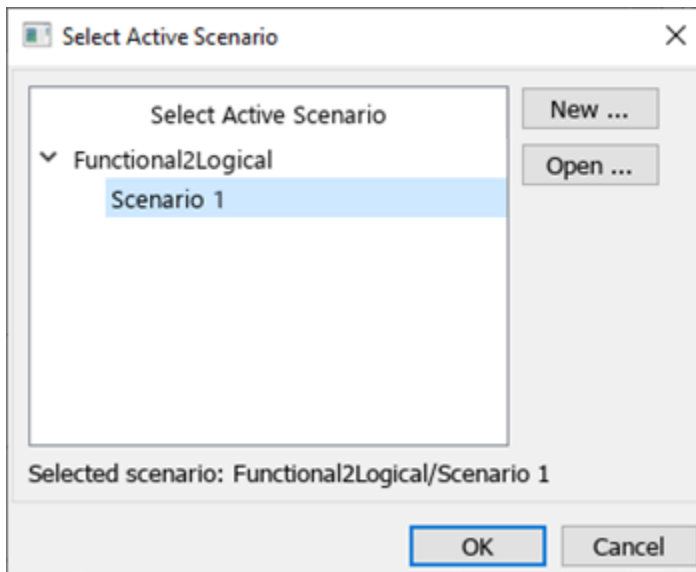 Select Active Scenario
Select Active Scenario
New ...
Functional2Logical
Open ...
Scenario 1
Selected scenario: Functional2Logical/Scenario 1
OK
Cancel